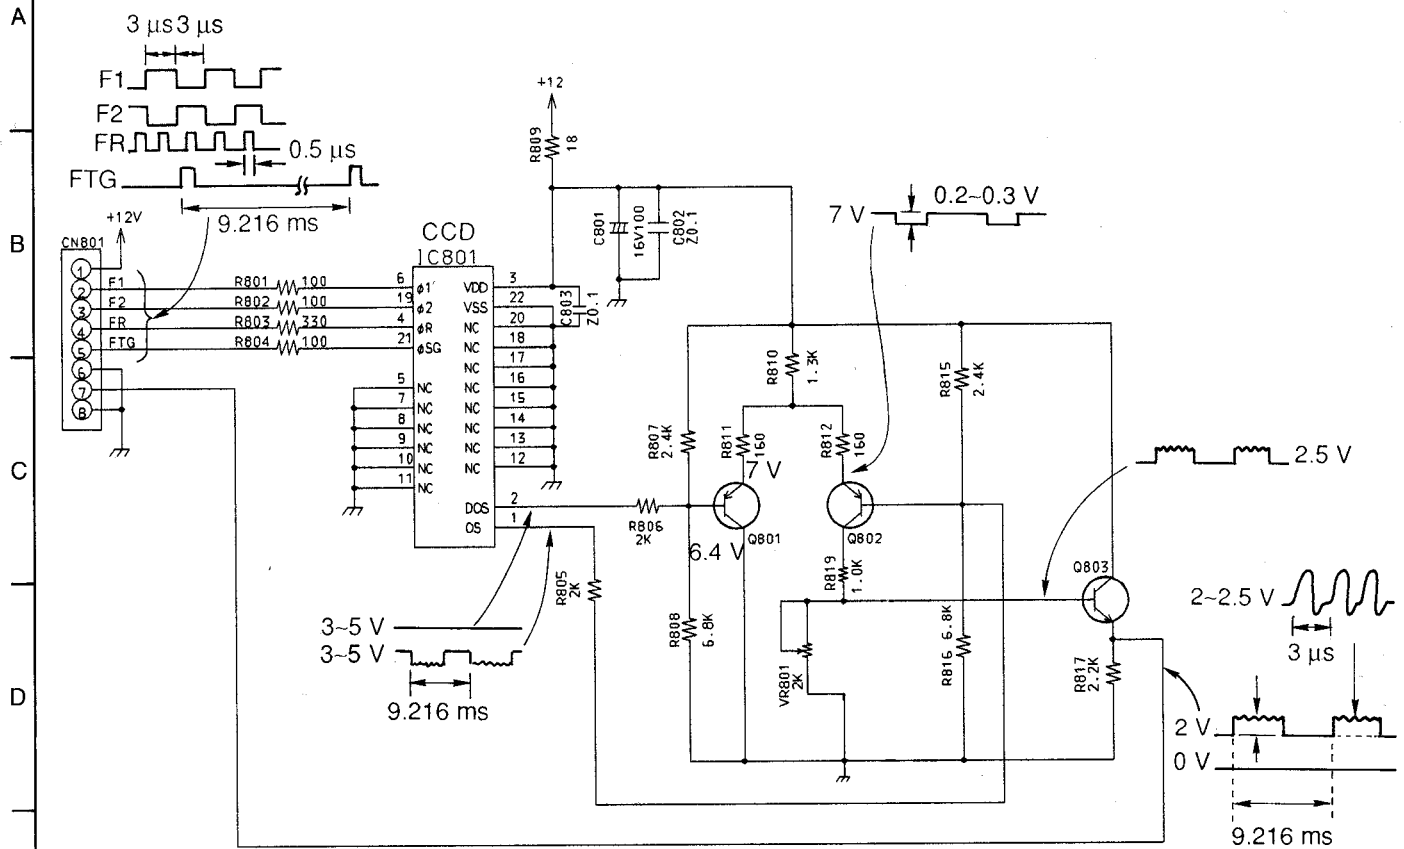 A
B
C
D
3 µs 3 µs
F1
F2
FR
0.5 µs
FTG
9.216 ms
+12V
CN801
1
2 F1 R801 100
3 F2 R802 100
4 FR R803 330
5 FTG R804 100
6
7
8
CCD
IC801
6 φ1
19 φ2
4 φR
21 φSG
5 NC
7 NC
8 NC
9 NC
10 NC
11 NC
VDD 3
VSS 22
NC 20
NC 18
NC 17
NC 16
NC 15
NC 14
NC 13
NC 12
DOS 2
OS 1
+12
R809 18
C801 16V100
C802 Z0.1
C803 Z0.1
7 V 0.2~0.3 V
R810 1.3K
R815 2.4K
R807 2.4K
R811 160
R812 160
7 V
R806 2K
6.4 V
Q801
Q802
R819 1.0K
2.5 V
Q803
R805 2K
R808 6.8K
VR801 2K
R816 6.8K
R817 2.2K
3~5 V
3~5 V
9.216 ms
2~2.5 V
3 µs
2 V
0 V
9.216 ms